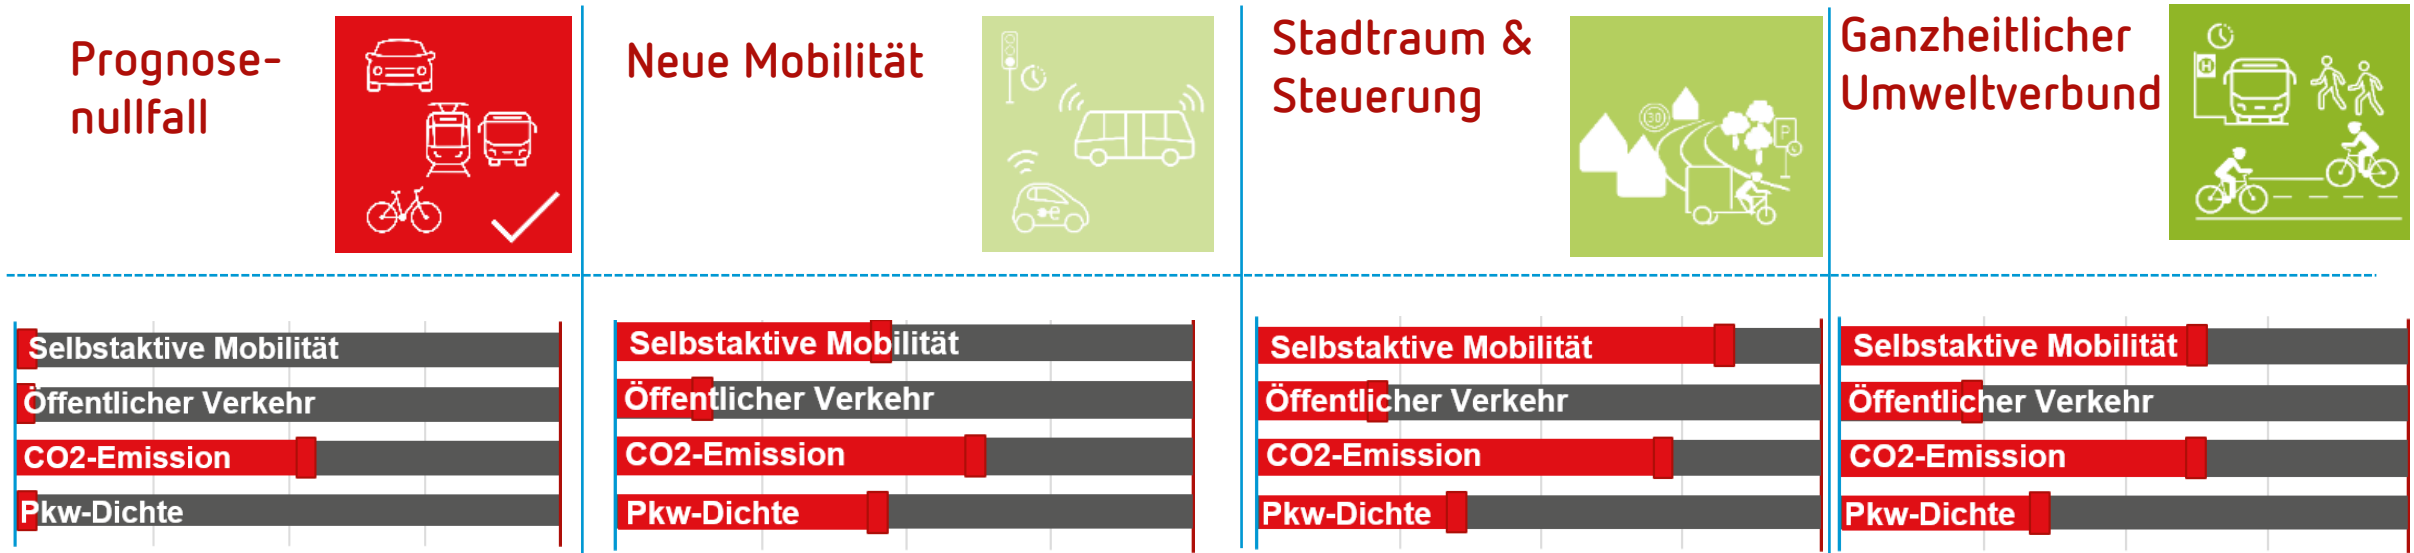 Prognose-
nullfall
Neue Mobilität
Stadtraum &
Steuerung
30
P
Ganzheitlicher
Umweltverbund
H
e
Selbstaktive Mobilität
Öffentlicher Verkehr
CO2-Emission
Pkw-Dichte
Selbstaktive Mobilität
Öffentlicher Verkehr
CO2-Emission
Pkw-Dichte
Selbstaktive Mobilität
Öffentlicher Verkehr
CO2-Emission
Pkw-Dichte
Selbstaktive Mobilität
Öffentlicher Verkehr
CO2-Emission
Pkw-Dichte